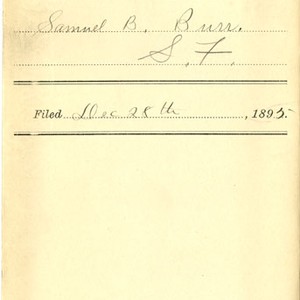 Samuel B. Burr.
S. F.
Filed Dec 28th, 1895.